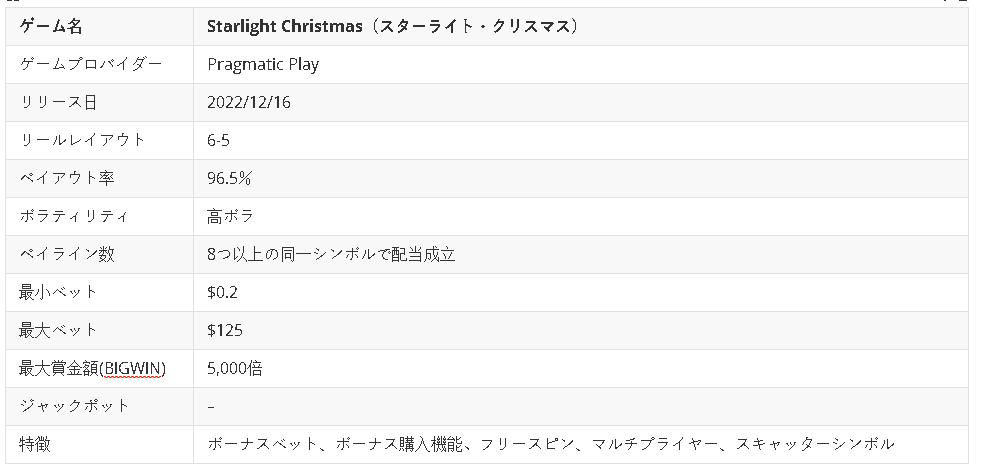 ゲーム名 Starlight Christmas（スターライト・クリスマス）
ゲームプロバイダー Pragmatic Play
リリース日 2022/12/16
リールレイアウト 6-5
ペイアウト率 96.5%
ボラティリティ 高ボラ
ペイライン数 8つ以上の同一シンボルで配当成立
最小ベット $0.2
最大ベット $125
最大賞金額(BIGWIN) 5,000倍
ジャックポット –
特徴 ボーナスベット、ボーナス購入機能、フリースピン、マルチプライヤー、スキャッターシンボル